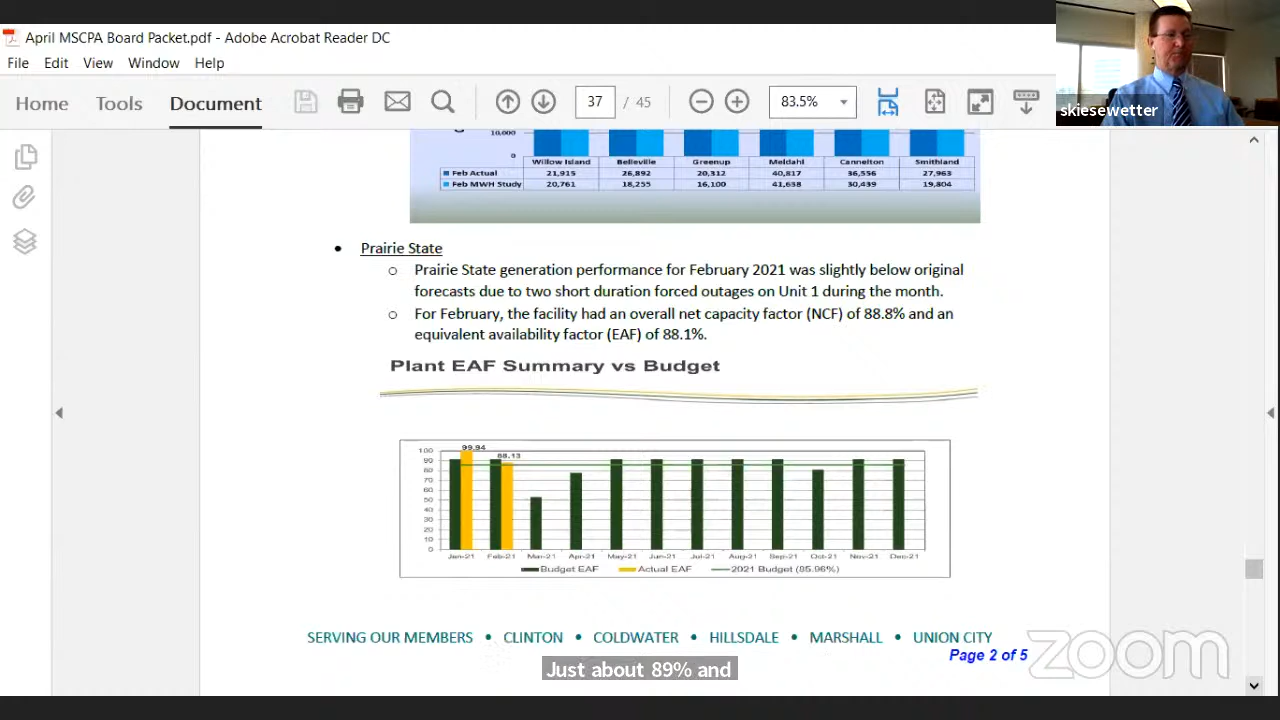 April MSCPA Board Packet.pdf - Adobe Acrobat Reader DC
File Edit View Window Help
Home Tools Document 37 / 45 83.5%
skiesewetter
10,000
0
Willow Island Belleville Greenup Meldahl Cannelton Smithland
Feb Actual 21,915 26,892 20,312 40,817 36,556 27,963
Feb MWH Study 20,761 18,255 16,100 41,638 30,439 19,804
• Prairie State
o Prairie State generation performance for February 2021 was slightly below original
forecasts due to two short duration forced outages on Unit 1 during the month.
o For February, the facility had an overall net capacity factor (NCF) of 88.8% and an
equivalent availability factor (EAF) of 88.1%.
Plant EAF Summary vs Budget
99.94
88.13
100
90
80
70
60
50
40
30
20
10
0
Jan-21 Feb-21 Mar-21 Apr-21 May-21 Jun-21 Jul-21 Aug-21 Sep-21 Oct-21 Nov-21 Dec-21
Budget EAF Actual EAF 2021 Budget (85.96%)
SERVING OUR MEMBERS • CLINTON • COLDWATER • HILLSDALE • MARSHALL • UNION CITY
Page 2 of 5
zoom
Just about 89% and